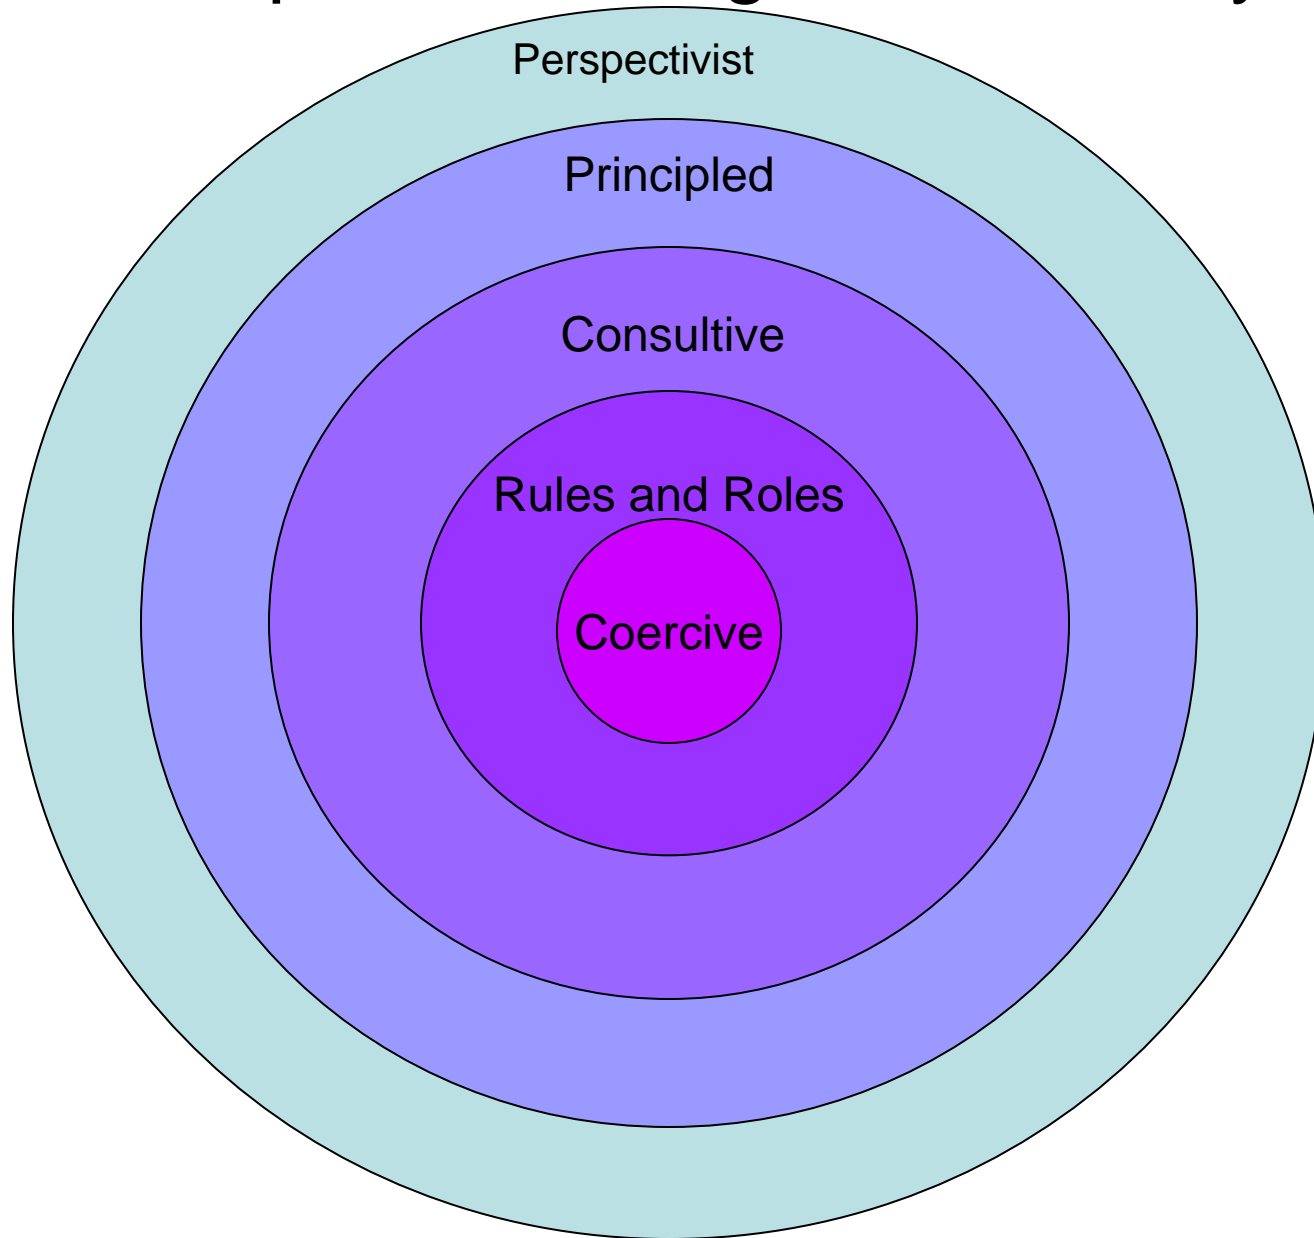 Perspectivist
Principled
Consultive
Rules and Roles
Coercive